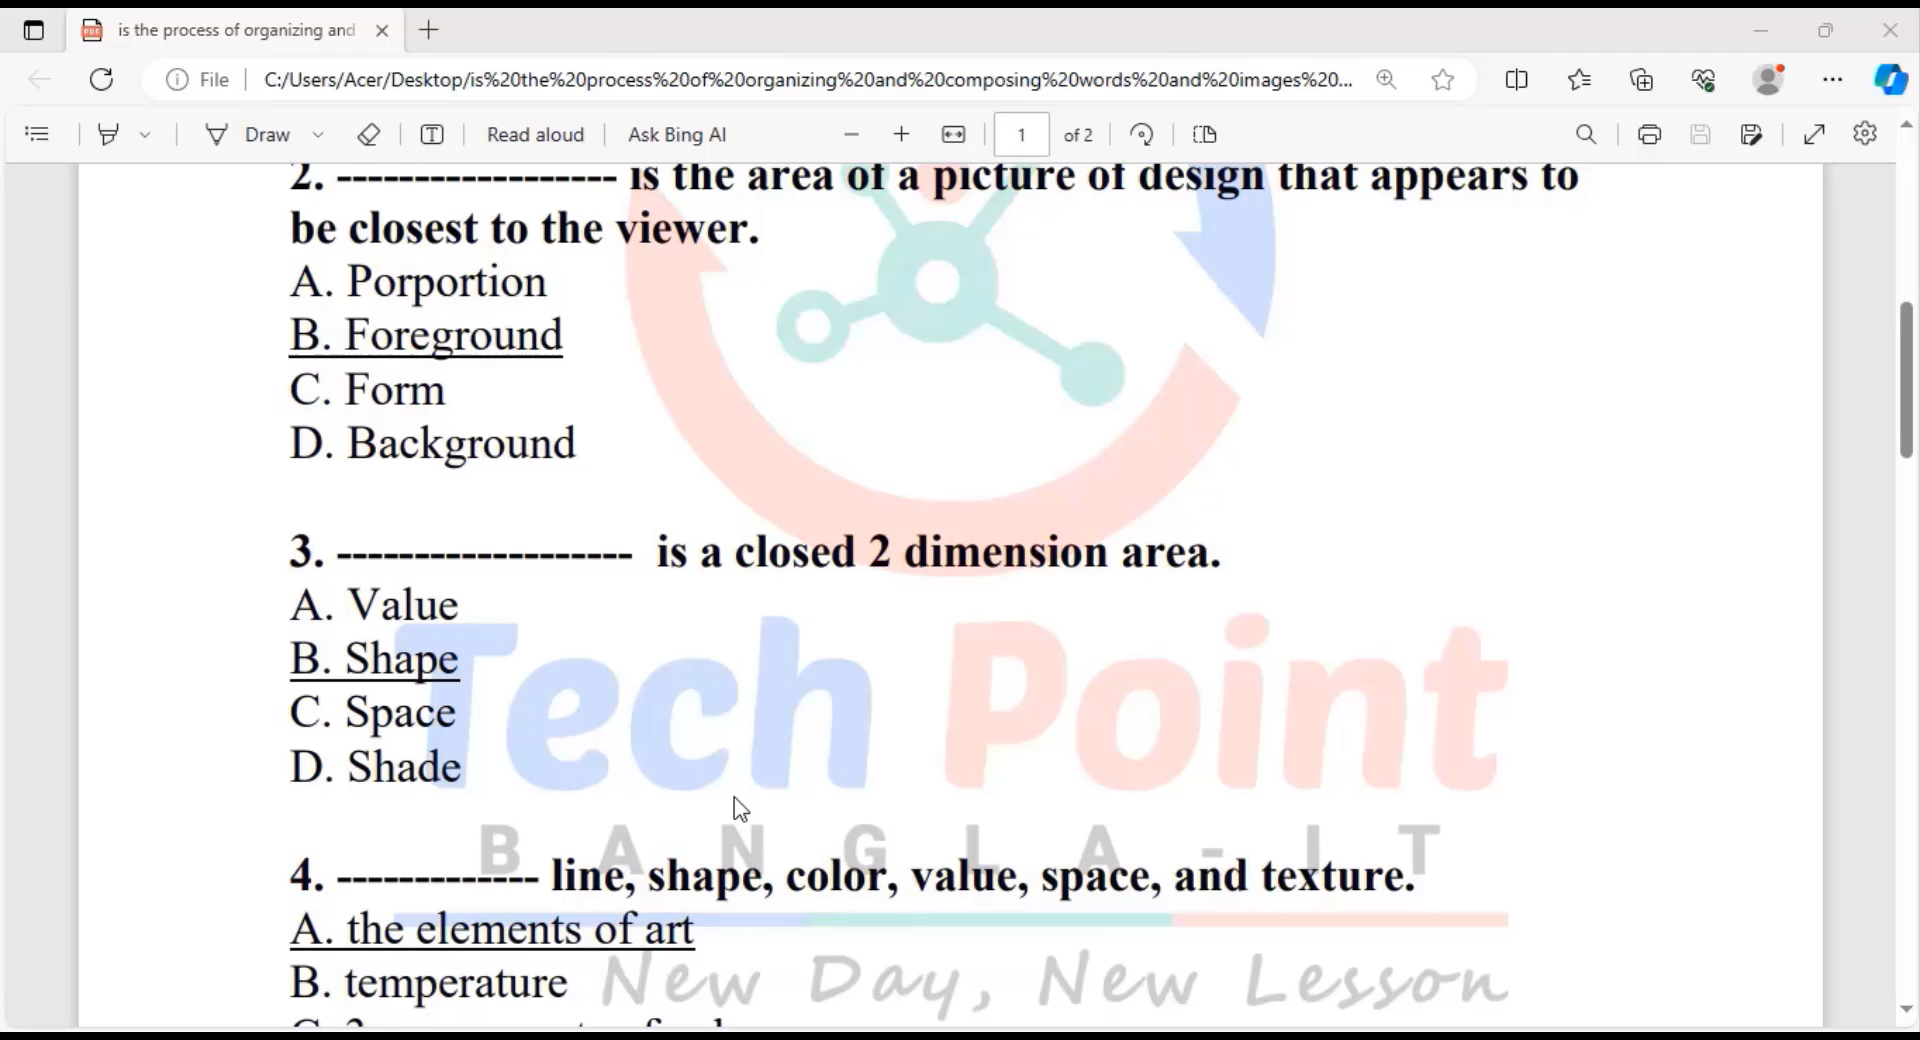 is the process of organizing and
File
C:/Users/Acer/Desktop/is%20the%20process%20of%20organizing%20and%20composing%20words%20and%20images%20...
Draw
Read aloud
Ask Bing AI
1
of 2
2. ------------------ is the area of a picture of design that appears to
be closest to the viewer.
A. Porportion
B. Foreground
C. Form
D. Background
3. ------------------- is a closed 2 dimension area.
A. Value
B. Shape
C. Space
D. Shade
Tech Point
BANGLA-IT
4. ------------- line, shape, color, value, space, and texture.
A. the elements of art
B. temperature
New Day, New Lesson